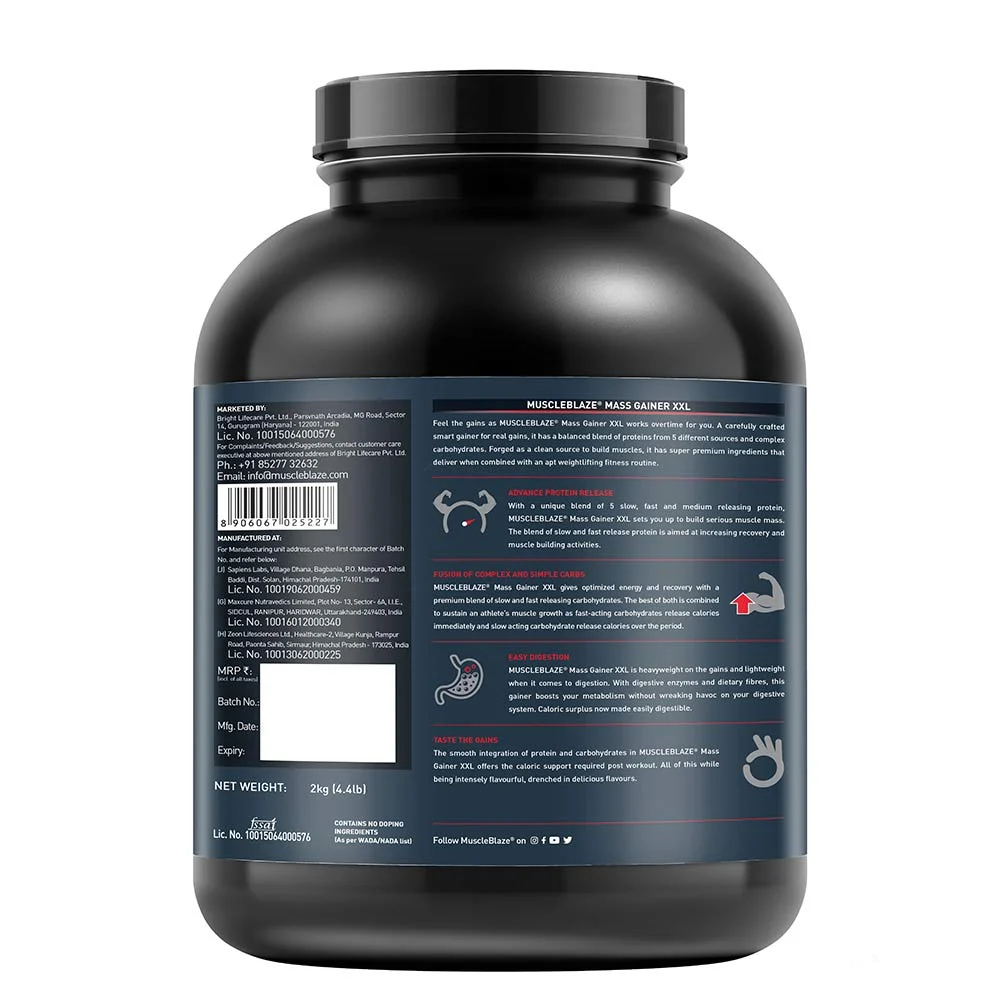 MARKETED BY:
Bright Lifecare Pvt. Ltd., Parsvnath Arcadia, MG Road, Sector
14, Gurugram (Haryana) - 122001, India
Lic. No. 10015064000576
For Complaints/Feedback/Suggestions, contact customer care
executive at above mentioned address of Bright Lifecare Pvt. Ltd.
Ph.: +91 85277 32632
Email: info@muscleblaze.com
8 906067 025227
MANUFACTURED AT:
For Manufacturing unit address, see the first character of Batch
No. and refer below:
(J) Sapiens Labs, Village Dhana, Bagbania, P.O. Manpura, Tehsil
Baddi, Dist. Solan, Himachal Pradesh-174101, India
Lic. No. 10019062000459
(G) Maxcure Nutravedics Limited, Plot No- 13, Sector- 6A, I.I.E.,
SIDCUL, RANIPUR, HARIDWAR, Uttarakhand-249403, India
Lic. No. 10016012000340
(H) Zeon Lifesciences Ltd., Healthcare-2, Village Kunja, Rampur
Road, Paonta Sahib, Sirmaur, Himachal Pradesh - 173025, India
Lic. No. 10013062000225
MRP ₹:
(incl. of all taxes)
Batch No.:
Mfg. Date:
Expiry:
NET WEIGHT: 2kg (4.4lb)
fssai
Lic. No. 10015064000576
CONTAINS NO DOPING
INGREDIENTS
(As per WADA/NADA list)
MUSCLEBLAZE® MASS GAINER XXL
Feel the gains as MUSCLEBLAZE® Mass Gainer XXL works overtime for you. A carefully crafted
smart gainer for real gains, it has a balanced blend of proteins from 5 different sources and complex
carbohydrates. Forged as a clean source to build muscles, it has super premium ingredients that
deliver when combined with an apt weightlifting fitness routine.
ADVANCE PROTEIN RELEASE
With a unique blend of 5 slow, fast and medium releasing protein,
MUSCLEBLAZE® Mass Gainer XXL sets you up to build serious muscle mass.
The blend of slow and fast release protein is aimed at increasing recovery and
muscle building activities.
FUSION OF COMPLEX AND SIMPLE CARBS
MUSCLEBLAZE® Mass Gainer XXL gives optimized energy and recovery with a
premium blend of slow and fast releasing carbohydrates. The best of both is combined
to sustain an athlete's muscle growth as fast-acting carbohydrates release calories
immediately and slow acting carbohydrate release calories over the period.
EASY DIGESTION
MUSCLEBLAZE® Mass Gainer XXL is heavyweight on the gains and lightweight
when it comes to digestion. With digestive enzymes and dietary fibres, this
gainer boosts your metabolism without wreaking havoc on your digestive
system. Caloric surplus now made easily digestible.
TASTE THE GAINS
The smooth integration of protein and carbohydrates in MUSCLEBLAZE® Mass
Gainer XXL offers the caloric support required post workout. All of this while
being intensely flavourful, drenched in delicious flavours.
Follow MuscleBlaze® on